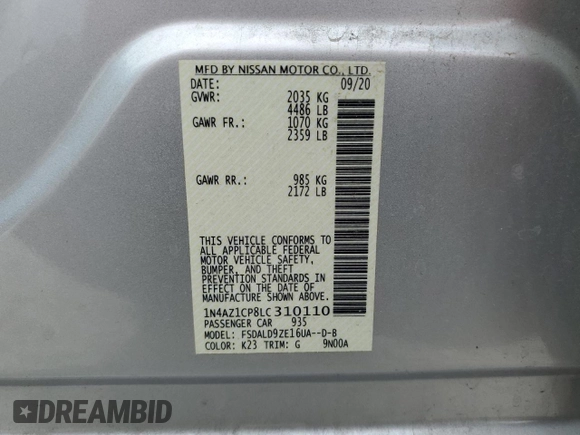 MFD BY NISSAN MOTOR CO., LTD.
DATE: 09/20
GVWR: 2035 KG
4486 LB
GAWR FR.: 1070 KG
2359 LB
GAWR RR.: 985 KG
2172 LB
THIS VEHICLE CONFORMS TO
ALL APPLICABLE FEDERAL
MOTOR VEHICLE SAFETY,
BUMPER, AND THEFT
PREVENTION STANDARDS IN
EFFECT ON THE DATE OF
MANUFACTURE SHOWN ABOVE.
1N4AZ1CP8LC310110
PASSENGER CAR 935
MODEL: FSDALD9ZE16UA--D-8
COLOR: K23 TRIM: G 9N00A
DREAMBID